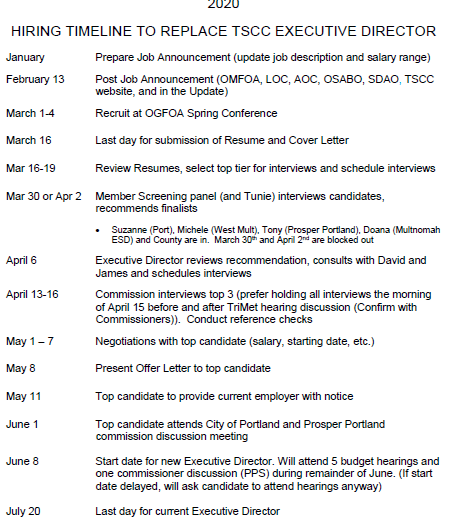 2020
HIRING TIMELINE TO REPLACE TSCC EXECUTIVE DIRECTOR
January Prepare Job Announcement (update job description and salary range)
February 13 Post Job Announcement (OMFOA, LOC, AOC, OSABO, SDAO, TSCC
website, and in the Update)
March 1-4 Recruit at OGFOA Spring Conference
March 16 Last day for submission of Resume and Cover Letter
Mar 16-19 Review Resumes, select top tier for interviews and schedule interviews
Mar 30 or Apr 2 Member Screening panel (and Tunie) interviews candidates,
recommends finalists
• Suzanne (Port), Michele (West Mult), Tony (Prosper Portland), Doana (Multnomah
ESD) and County are in. March 30th and April 2nd are blocked out
April 6 Executive Director reviews recommendation, consults with David and
James and schedules interviews
April 13-16 Commission interviews top 3 (prefer holding all interviews the morning
of April 15 before and after TriMet hearing discussion (Confirm with
Commissioners)). Conduct reference checks
May 1 – 7 Negotiations with top candidate (salary, starting date, etc.)
May 8 Present Offer Letter to top candidate
May 11 Top candidate to provide current employer with notice
June 1 Top candidate attends City of Portland and Prosper Portland
commission discussion meeting
June 8 Start date for new Executive Director. Will attend 5 budget hearings and
one commissioner discussion (PPS) during remainder of June. (If start
date delayed, will ask candidate to attend hearings anyway)
July 20 Last day for current Executive Director